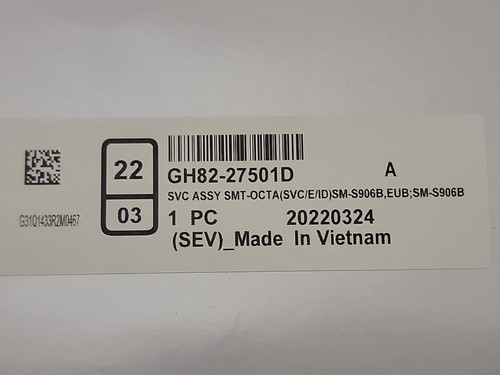 22
03
G31Q1433R2M0467
GH82-27501D A
SVC ASSY SMT-OCTA(SVC/E/ID)SM-S906B,EUB;SM-S906B
1 PC 20220324
(SEV)_Made In Vietnam